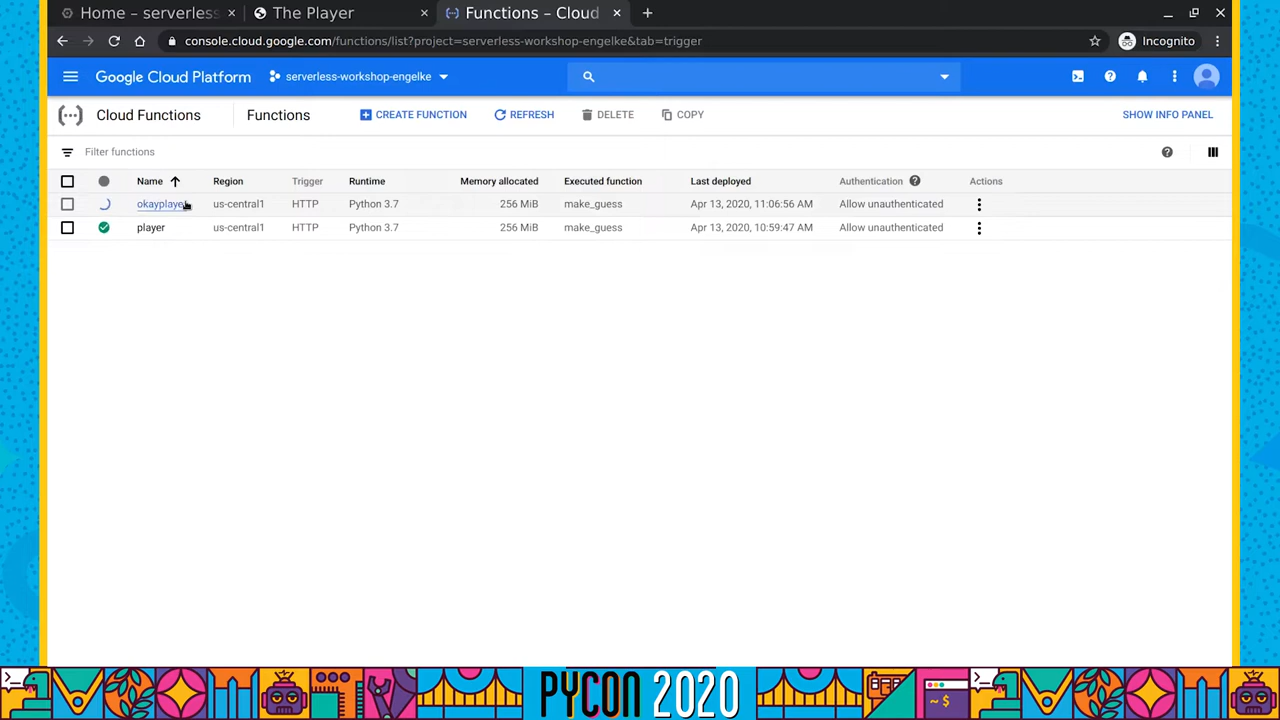 Home – serverless
The Player
Functions – Cloud
console.cloud.google.com/functions/list?project=serverless-workshop-engelke&tab=trigger
Incognito
Google Cloud Platform
serverless-workshop-engelke
Cloud Functions
Functions
CREATE FUNCTION
REFRESH
DELETE
COPY
SHOW INFO PANEL
Filter functions
Name Region Trigger Runtime Memory allocated Executed function Last deployed Authentication Actions
okayplayer us-central1 HTTP Python 3.7 256 MiB make_guess Apr 13, 2020, 11:06:56 AM Allow unauthenticated
player us-central1 HTTP Python 3.7 256 MiB make_guess Apr 13, 2020, 10:59:47 AM Allow unauthenticated
PYCON 2020
~ $